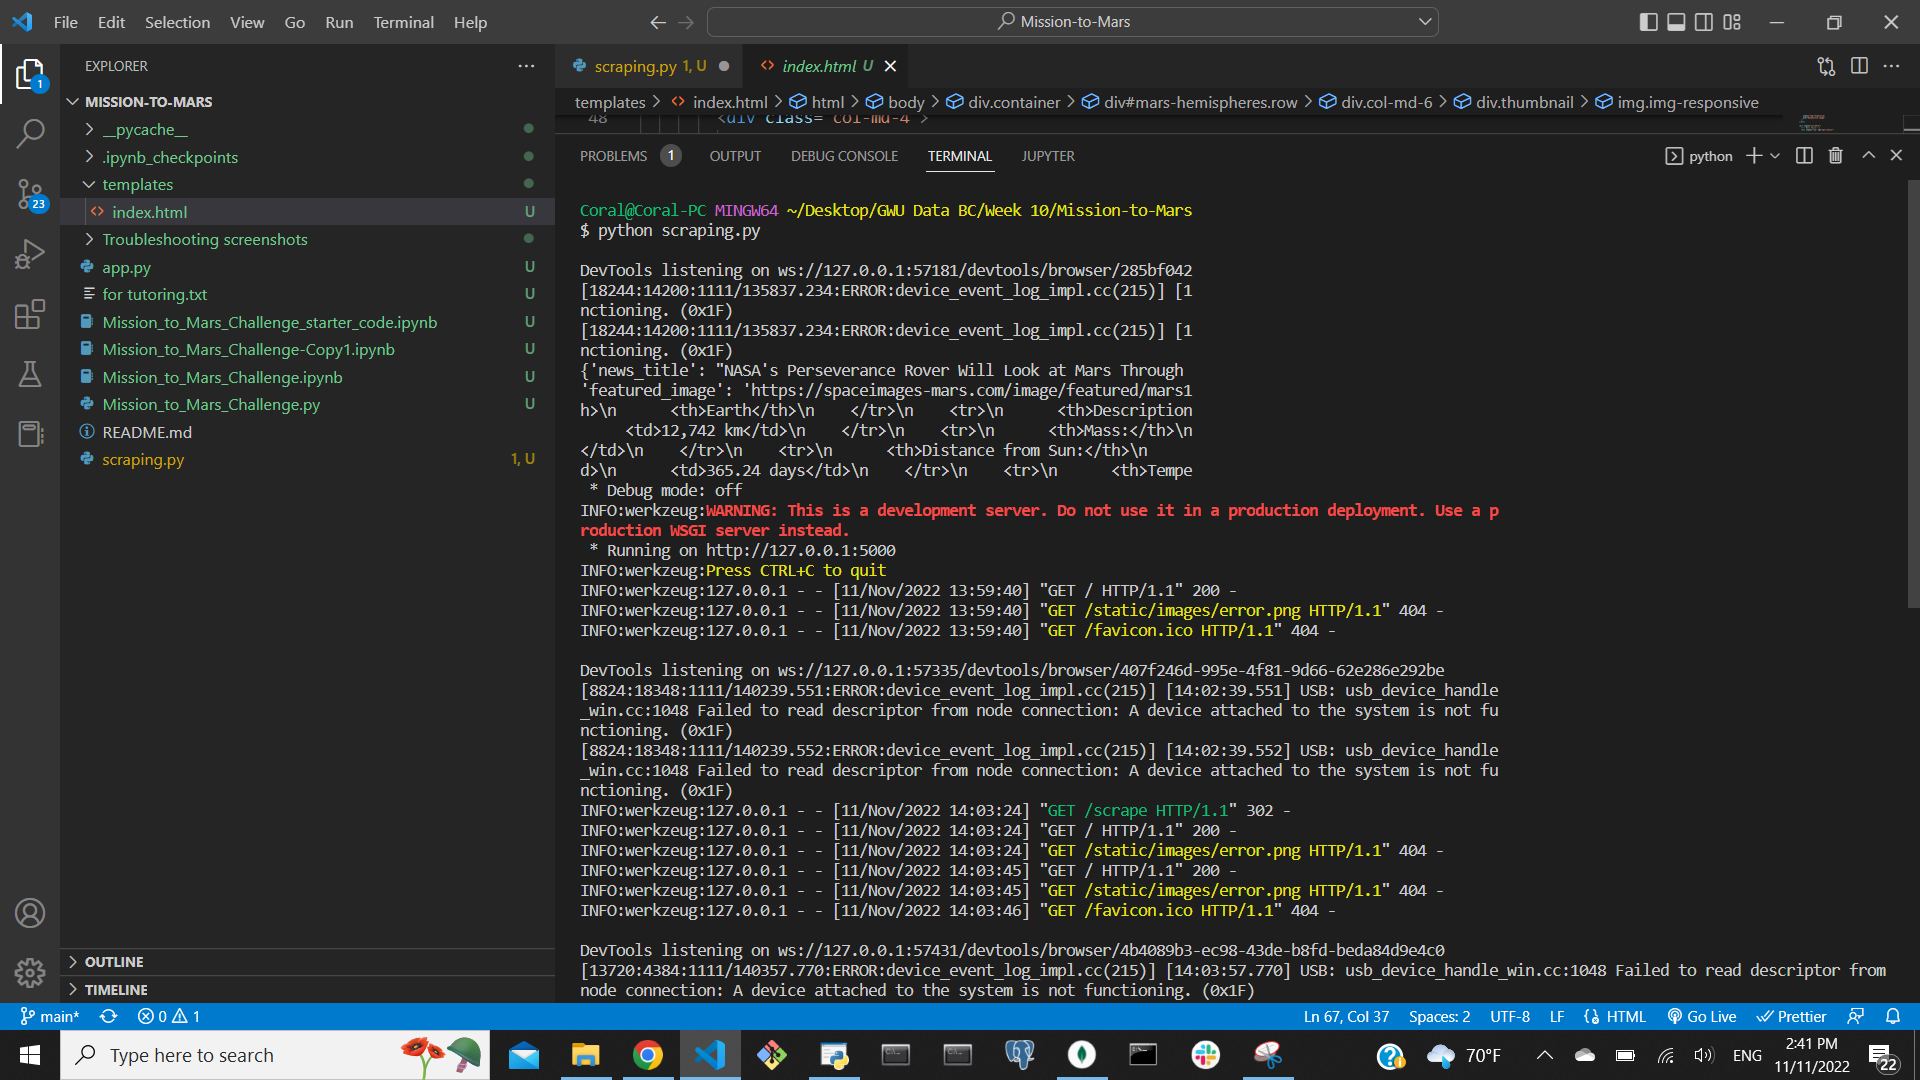 File Edit Selection View Go Run Terminal Help
Mission-to-Mars
EXPLORER
MISSION-TO-MARS
__pycache__
.ipynb_checkpoints
templates
index.html U
Troubleshooting screenshots
app.py U
for tutoring.txt U
Mission_to_Mars_Challenge_starter_code.ipynb U
Mission_to_Mars_Challenge-Copy1.ipynb U
Mission_to_Mars_Challenge.ipynb U
Mission_to_Mars_Challenge.py U
README.md
scraping.py 1, U
OUTLINE
TIMELINE
1
23
scraping.py 1, U
index.html U
templates > index.html > html > body > div.container > div#mars-hemispheres.row > div.col-md-6 > div.thumbnail > img.img-responsive
48 <div class="col-md-4">
PROBLEMS 1 OUTPUT DEBUG CONSOLE TERMINAL JUPYTER
python
Coral@Coral-PC MINGW64 ~/Desktop/GWU Data BC/Week 10/Mission-to-Mars
$ python scraping.py
DevTools listening on ws://127.0.0.1:57181/devtools/browser/285bf042
[18244:14200:1111/135837.234:ERROR:device_event_log_impl.cc(215)] [1
nctioning. (0x1F)
[18244:14200:1111/135837.234:ERROR:device_event_log_impl.cc(215)] [1
nctioning. (0x1F)
{'news_title': "NASA's Perseverance Rover Will Look at Mars Through
'featured_image': 'https://spaceimages-mars.com/image/featured/mars1
h>\n      <th>Earth</th>\n    </tr>\n    <tr>\n      <th>Description
     <td>12,742 km</td>\n    </tr>\n    <tr>\n      <th>Mass:</th>\n
</td>\n    </tr>\n    <tr>\n      <th>Distance from Sun:</th>\n
d>\n      <td>365.24 days</td>\n    </tr>\n    <tr>\n      <th>Tempe
 * Debug mode: off
INFO:werkzeug:WARNING: This is a development server. Do not use it in a production deployment. Use a p
roduction WSGI server instead.
 * Running on http://127.0.0.1:5000
INFO:werkzeug:Press CTRL+C to quit
INFO:werkzeug:127.0.0.1 - - [11/Nov/2022 13:59:40] "GET / HTTP/1.1" 200 -
INFO:werkzeug:127.0.0.1 - - [11/Nov/2022 13:59:40] "GET /static/images/error.png HTTP/1.1" 404 -
INFO:werkzeug:127.0.0.1 - - [11/Nov/2022 13:59:40] "GET /favicon.ico HTTP/1.1" 404 -
DevTools listening on ws://127.0.0.1:57335/devtools/browser/407f246d-995e-4f81-9d66-62e286e292be
[8824:18348:1111/140239.551:ERROR:device_event_log_impl.cc(215)] [14:02:39.551] USB: usb_device_handle
_win.cc:1048 Failed to read descriptor from node connection: A device attached to the system is not fu
nctioning. (0x1F)
[8824:18348:1111/140239.552:ERROR:device_event_log_impl.cc(215)] [14:02:39.552] USB: usb_device_handle
_win.cc:1048 Failed to read descriptor from node connection: A device attached to the system is not fu
nctioning. (0x1F)
INFO:werkzeug:127.0.0.1 - - [11/Nov/2022 14:03:24] "GET /scrape HTTP/1.1" 302 -
INFO:werkzeug:127.0.0.1 - - [11/Nov/2022 14:03:24] "GET / HTTP/1.1" 200 -
INFO:werkzeug:127.0.0.1 - - [11/Nov/2022 14:03:24] "GET /static/images/error.png HTTP/1.1" 404 -
INFO:werkzeug:127.0.0.1 - - [11/Nov/2022 14:03:45] "GET / HTTP/1.1" 200 -
INFO:werkzeug:127.0.0.1 - - [11/Nov/2022 14:03:45] "GET /static/images/error.png HTTP/1.1" 404 -
INFO:werkzeug:127.0.0.1 - - [11/Nov/2022 14:03:46] "GET /favicon.ico HTTP/1.1" 404 -
DevTools listening on ws://127.0.0.1:57431/devtools/browser/4b4089b3-ec98-43de-b8fd-beda84d9e4c0
[13720:4384:1111/140357.770:ERROR:device_event_log_impl.cc(215)] [14:03:57.770] USB: usb_device_handle_win.cc:1048 Failed to read descriptor from
node connection: A device attached to the system is not functioning. (0x1F)
main* 0 1 Ln 67, Col 37 Spaces: 2 UTF-8 LF HTML Go Live Prettier
Type here to search 70°F ENG 2:41 PM
11/11/2022 22